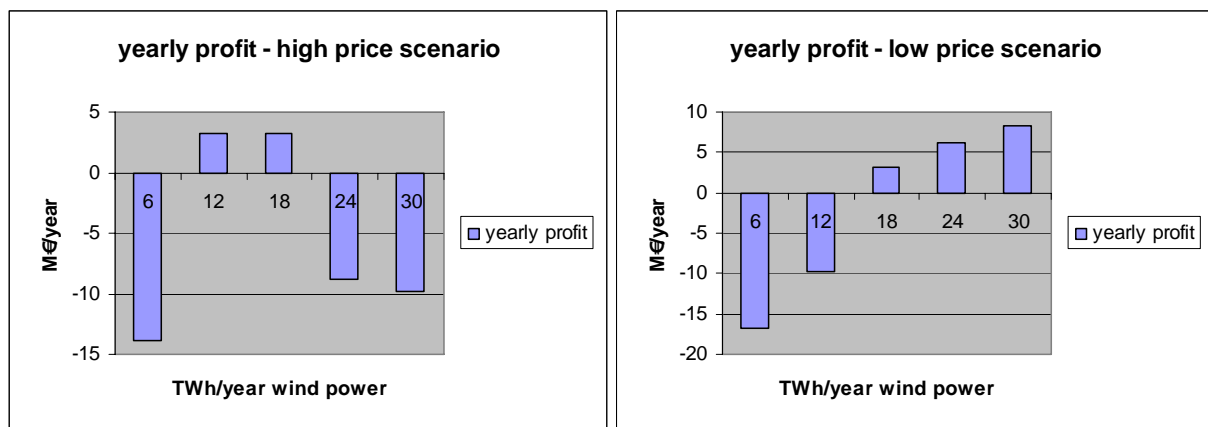 yearly profit - high price scenario
5
0
-5
-10
-15
6 12 18 24 30
M€/year
TWh/year wind power
yearly profit
yearly profit - low price scenario
10
5
0
-5
-10
-15
-20
6 12 18 24 30
M€/year
TWh/year wind power
yearly profit